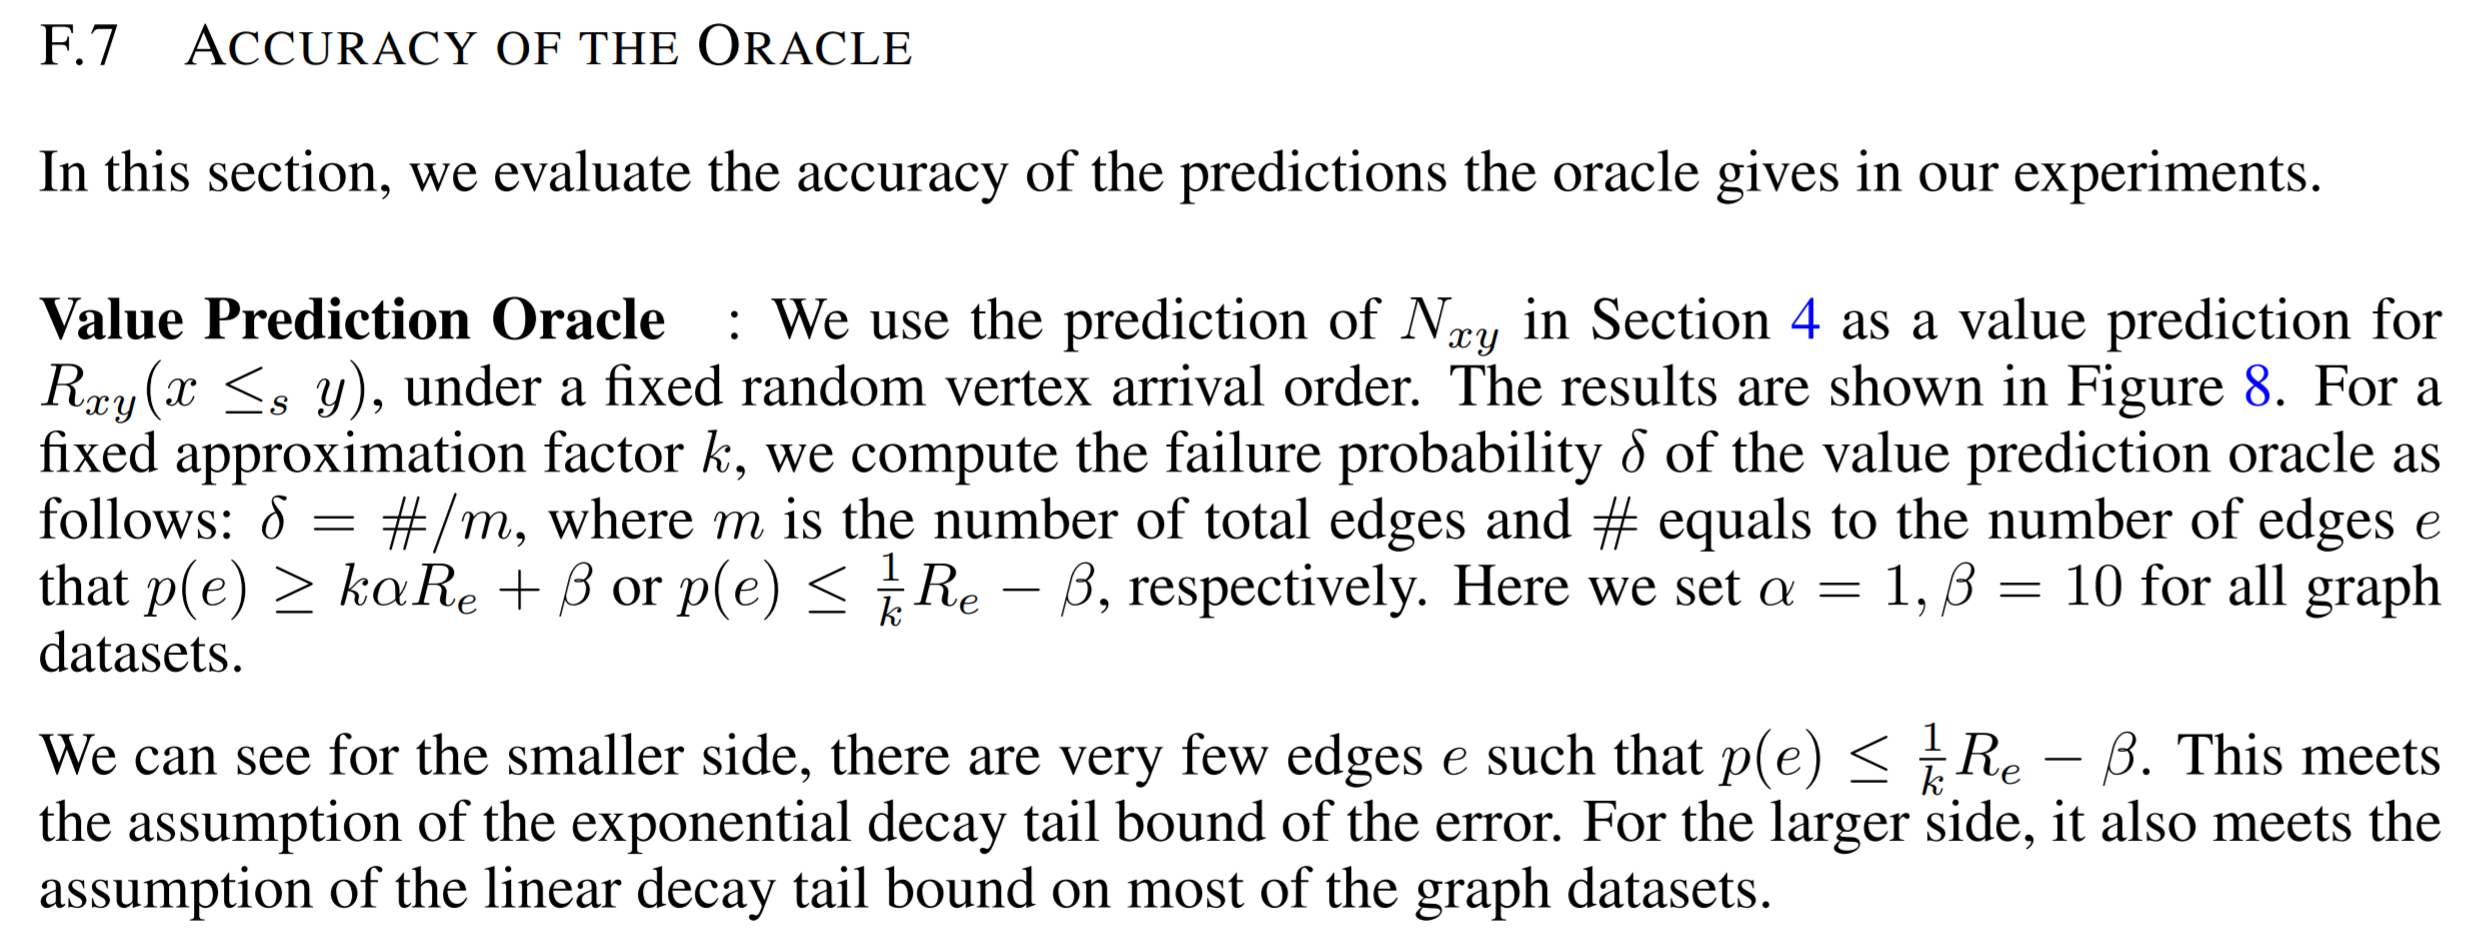 F.7 ACCURACY OF THE ORACLE
In this section, we evaluate the accuracy of the predictions the oracle gives in our experiments.
Value Prediction Oracle : We use the prediction of $N_{xy}$ in Section 4 as a value prediction for
$R_{xy}(x \leq_s y)$, under a fixed random vertex arrival order. The results are shown in Figure 8. For a
fixed approximation factor $k$, we compute the failure probability $\delta$ of the value prediction oracle as
follows: $\delta = \#/m$, where $m$ is the number of total edges and $\#$ equals to the number of edges $e$
that $p(e) \geq k\alpha R_e + \beta$ or $p(e) \leq \frac{1}{k} R_e - \beta$, respectively. Here we set $\alpha = 1, \beta = 10$ for all graph
datasets.
We can see for the smaller side, there are very few edges $e$ such that $p(e) \leq \frac{1}{k} R_e - \beta$. This meets
the assumption of the exponential decay tail bound of the error. For the larger side, it also meets the
assumption of the linear decay tail bound on most of the graph datasets.